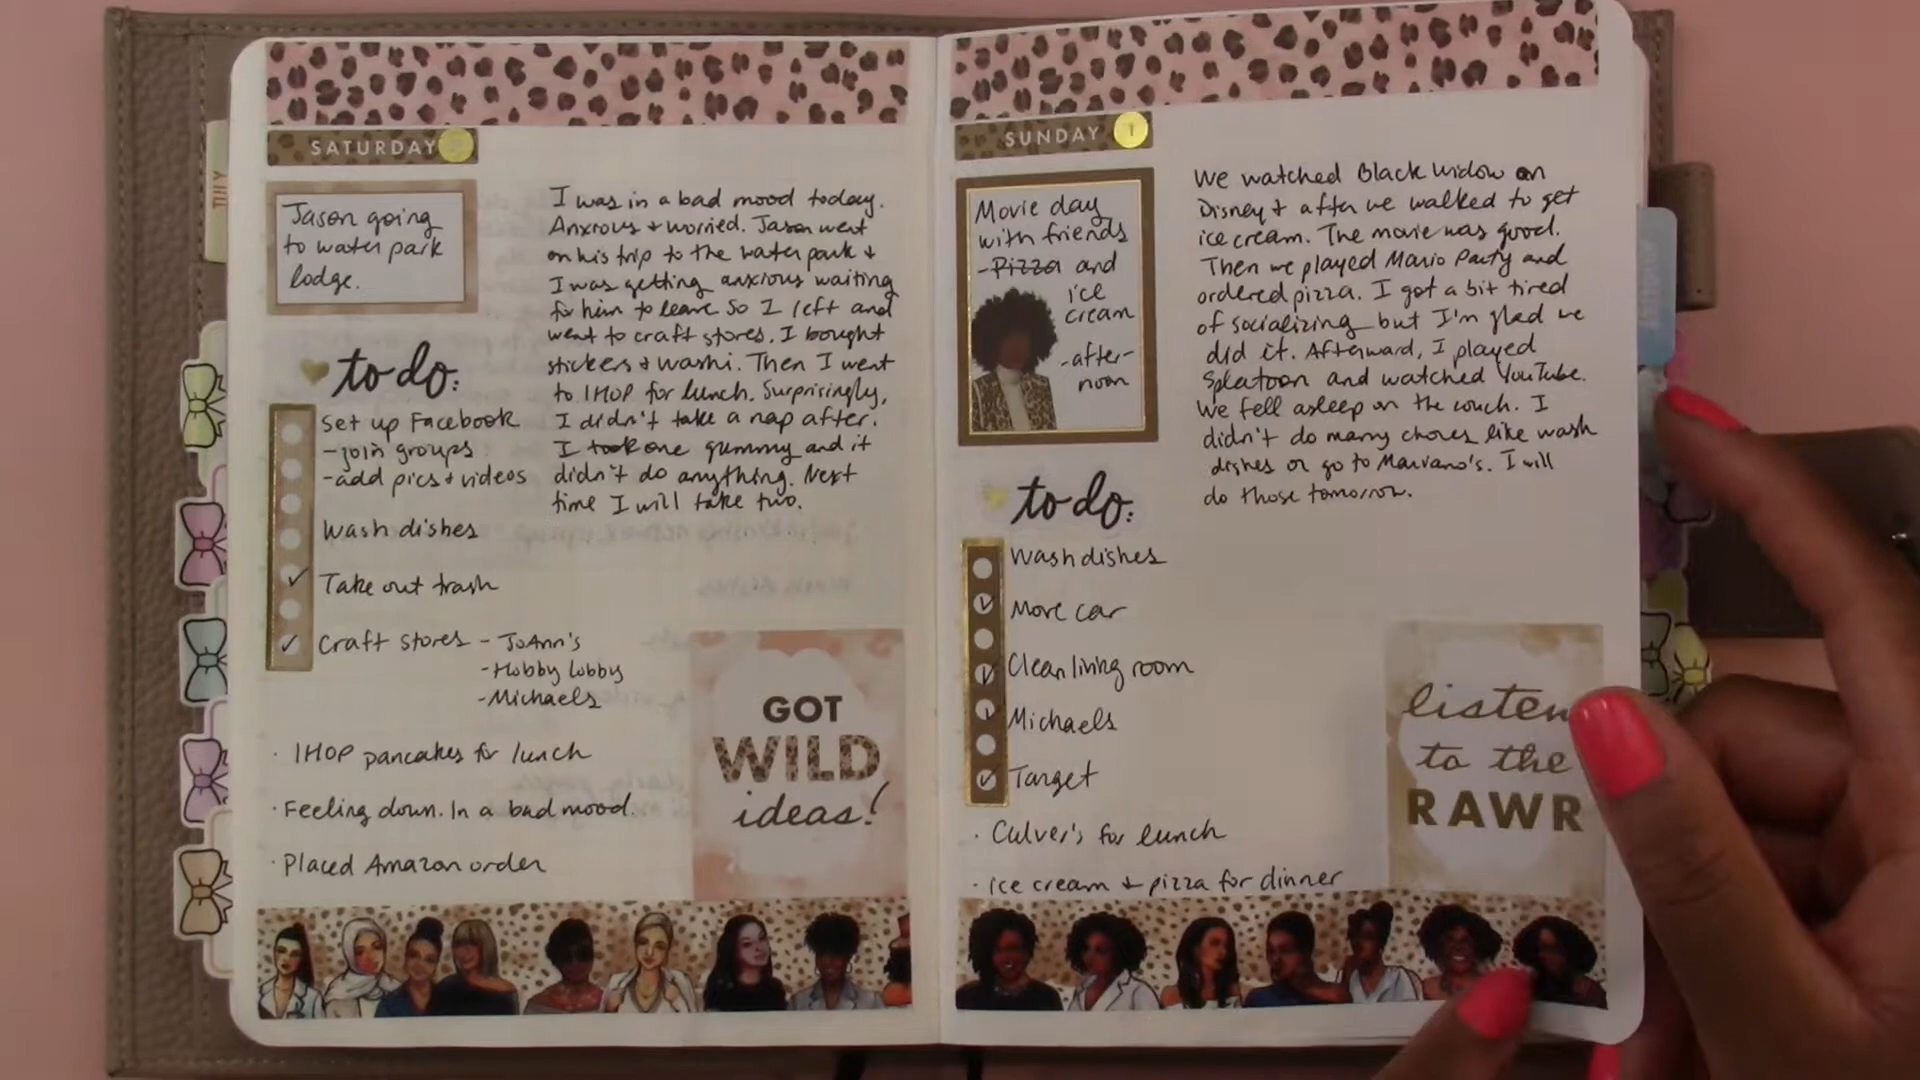 SATURDAY
Jason going
to water park
lodge.
to do:
set up Facebook
-join groups
-add pics + videos
Wash dishes
Take out trash
Craft stores - JoAnn's
-Hobby lobby
-Michaels
· IHOP pancakes for lunch
· Feeling down. In a bad mood.
· Placed Amazon order
I was in a bad mood today.
Anxious + worried. Jason went
on his trip to the water park +
I was getting anxious waiting
for him to leave so I left and
went to craft stores. I bought
stickers + washi. Then I went
to IHOP for lunch. Surprisingly,
I didn't take a nap after.
I took one gummy and it
didn't do anything. Next
time I will take two.
GOT
WILD
ideas!
SUNDAY 1
Movie day
with friends
-Pizza and
ice
cream
-after-
noon
to do:
Wash dishes
Move car
Clean living room
Michaels
Target
· Culver's for lunch
· ice cream + pizza for dinner
We watched Black Widow on
Disney + after we walked to get
ice cream. The movie was good.
Then we played Mario Party and
ordered pizza. I got a bit tired
of socializing but I'm glad we
did it. Afterward, I played
Splatoon and watched YouTube.
We fell asleep on the couch. I
didn't do many chores like wash
dishes or go to Mariano's. I will
do those tomorrow.
listen
to the
RAWR